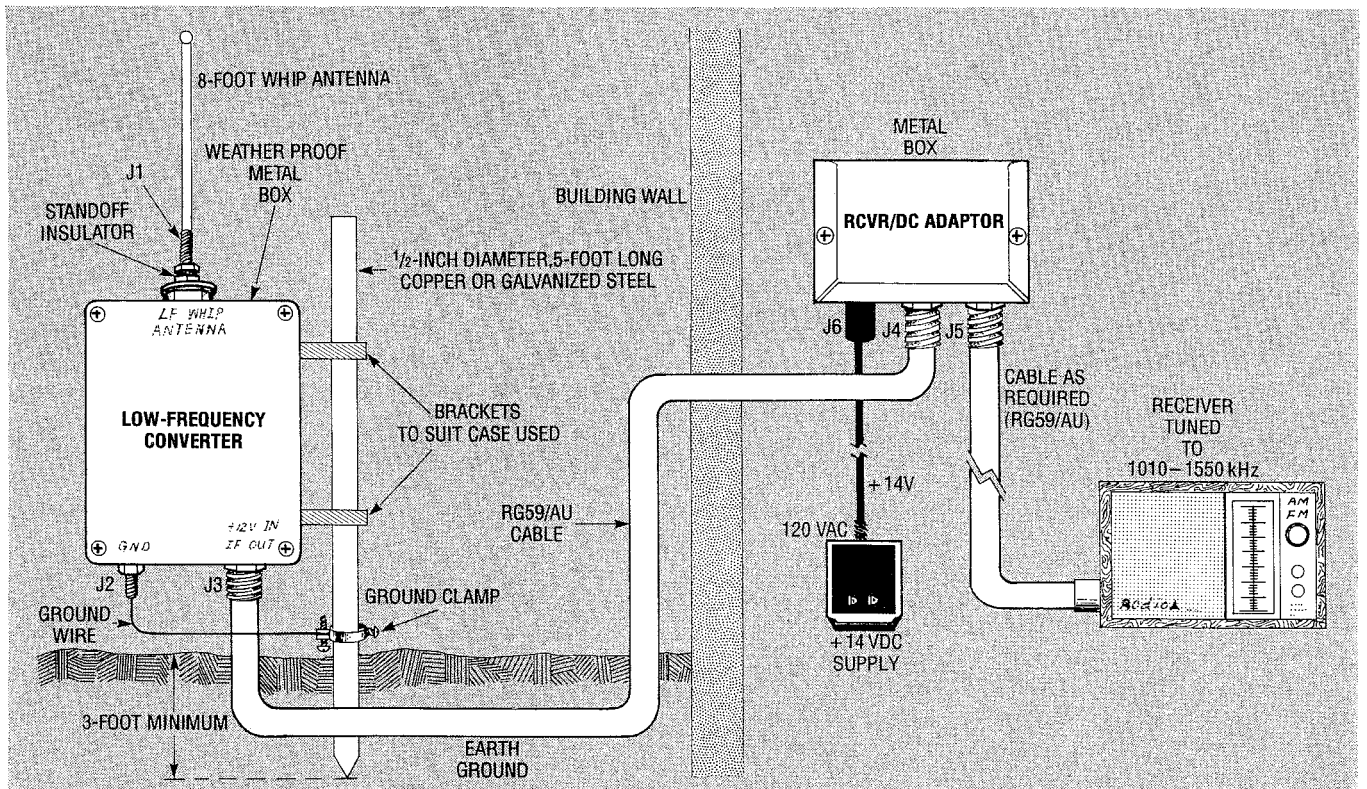 8-FOOT WHIP ANTENNA
J1
WEATHER PROOF
METAL
BOX
STANDOFF
INSULATOR
LF WHIP
ANTENNA
LOW-FREQUENCY
CONVERTER
+12V IN
GND
IF OUT
J2
J3
GROUND
WIRE
3-FOOT MINIMUM
1/2-INCH DIAMETER, 5-FOOT LONG
COPPER OR GALVANIZED STEEL
BRACKETS
TO SUIT CASE USED
RG59/AU
CABLE
GROUND CLAMP
EARTH
GROUND
BUILDING WALL
METAL
BOX
RCVR/DC ADAPTOR
J6
J4
J5
+14V
120 VAC
+14 VDC
SUPPLY
CABLE AS
REQUIRED
(RG59/AU)
RECEIVER
TUNED
TO
1010–1550 kHz
AM
FM